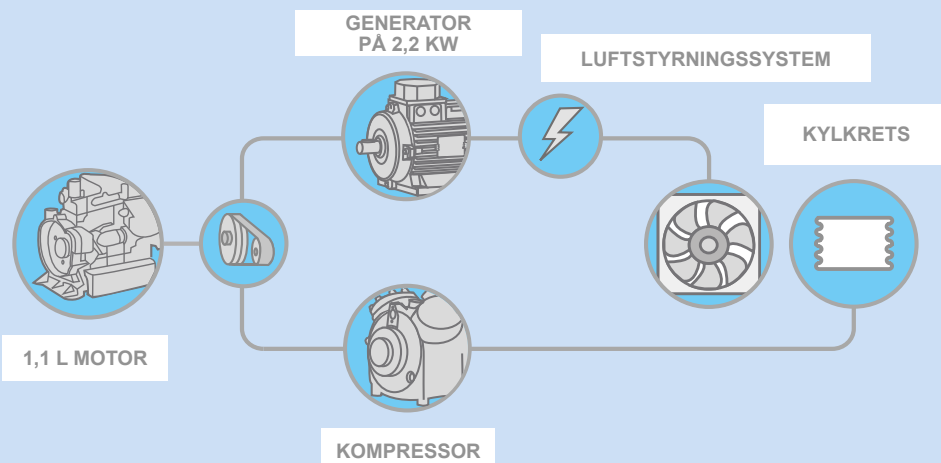 GENERATOR
PÅ 2,2 KW
LUFTSTYRNINGSSYSTEM
KYLKRETS
1,1 L MOTOR
KOMPRESSOR